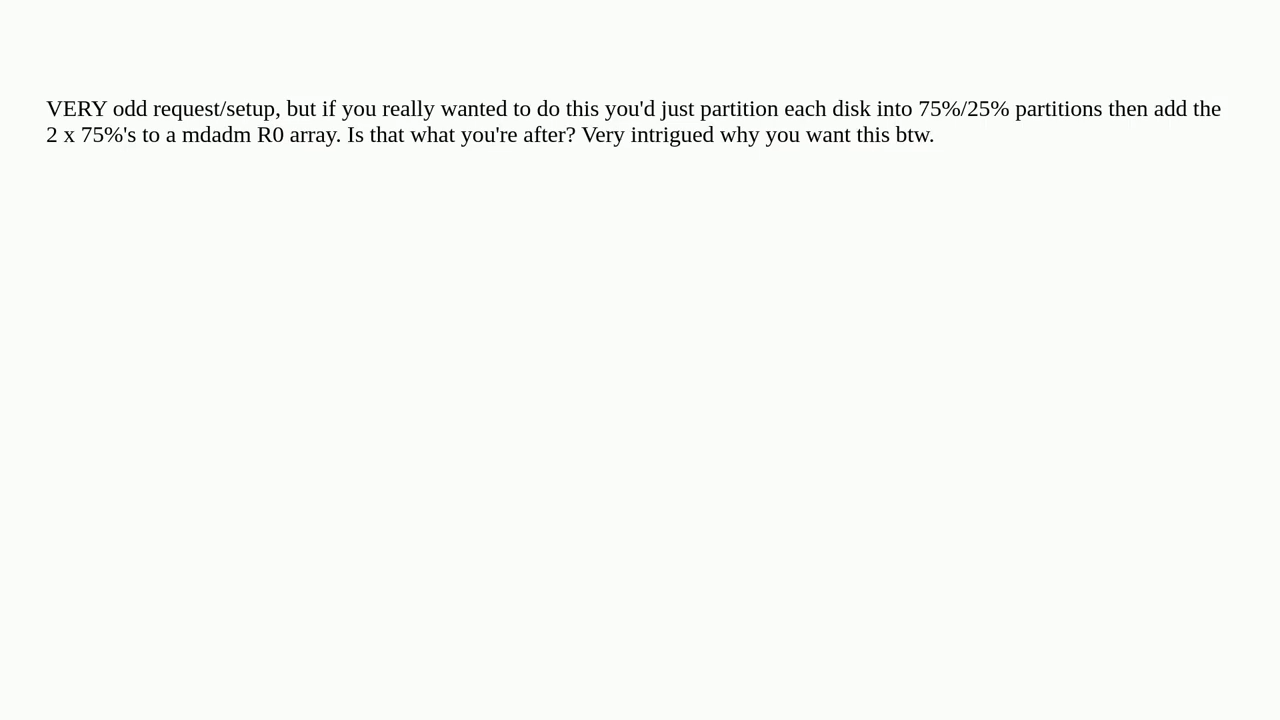 VERY odd request/setup, but if you really wanted to do this you'd just partition each disk into 75%/25% partitions then add the
2 x 75%'s to a mdadm R0 array. Is that what you're after? Very intrigued why you want this btw.